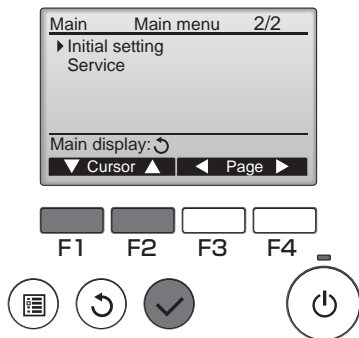 Main Main menu 2/2
Initial setting
Service
Main display:
Cursor Page
F1 F2 F3 F4